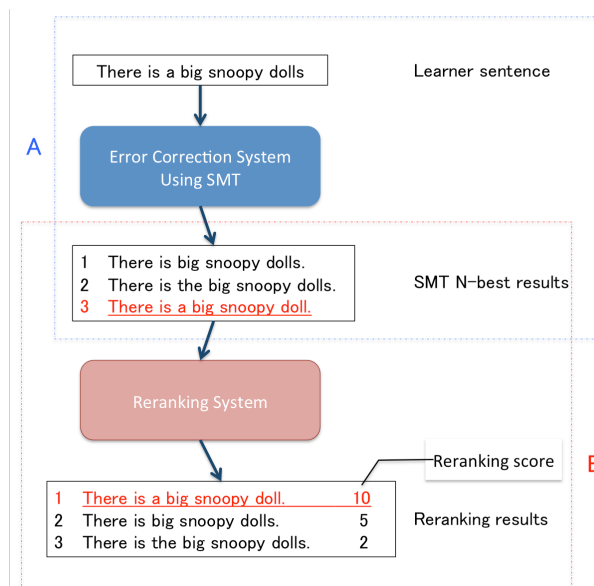 There is a big snoopy dolls
Learner sentence
A
Error Correction System
Using SMT
1 There is big snoopy dolls.
2 There is the big snoopy dolls.
3 There is a big snoopy doll.
SMT N-best results
Reranking System
Reranking score
1 There is a big snoopy doll. 10
2 There is big snoopy dolls. 5
3 There is the big snoopy dolls. 2
Reranking results